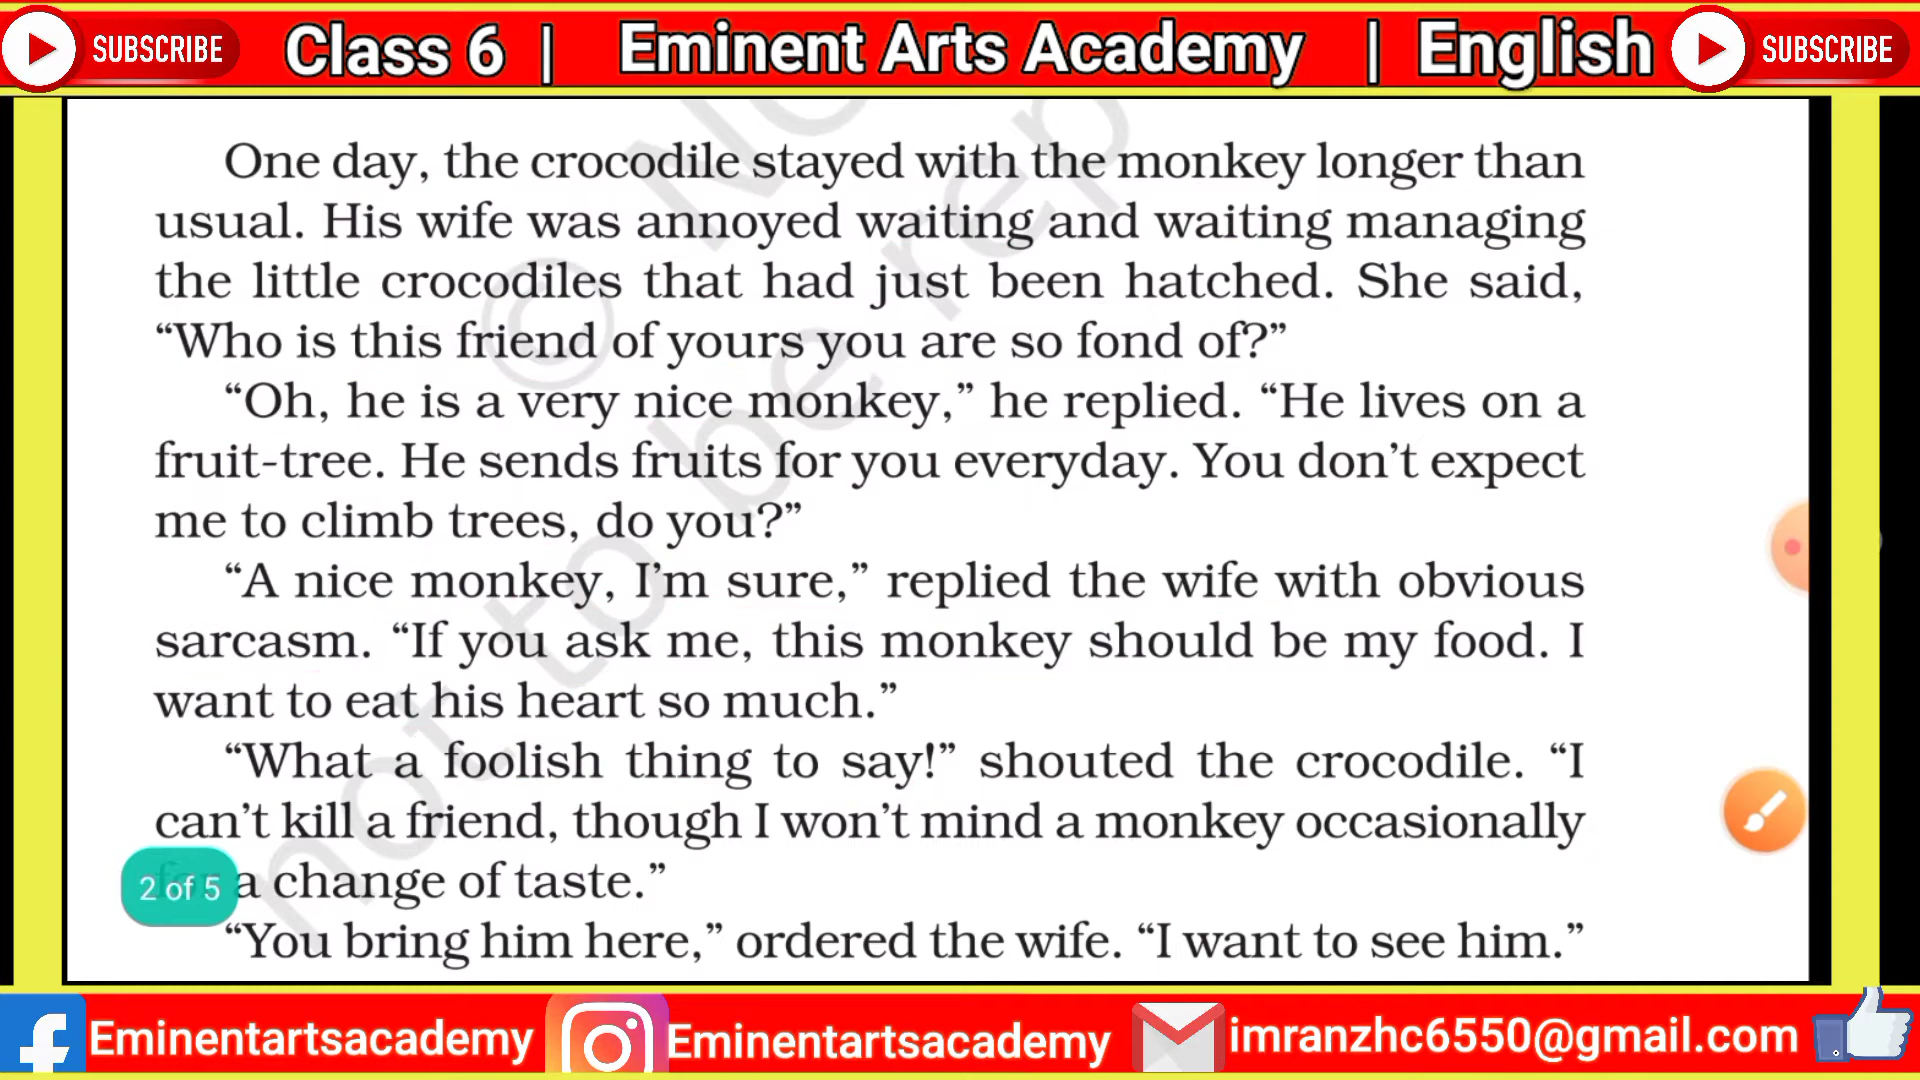 SUBSCRIBE Class 6 | Eminent Arts Academy | English SUBSCRIBE
One day, the crocodile stayed with the monkey longer than
usual. His wife was annoyed waiting and waiting managing
the little crocodiles that had just been hatched. She said,
“Who is this friend of yours you are so fond of?”
“Oh, he is a very nice monkey,” he replied. “He lives on a
fruit-tree. He sends fruits for you everyday. You don’t expect
me to climb trees, do you?”
“A nice monkey, I’m sure,” replied the wife with obvious
sarcasm. “If you ask me, this monkey should be my food. I
want to eat his heart so much.”
“What a foolish thing to say!” shouted the crocodile. “I
can’t kill a friend, though I won’t mind a monkey occasionally
for a change of taste.”
2 of 5
“You bring him here,” ordered the wife. “I want to see him.”
© No
not to be rep
Eminentartsacademy Eminentartsacademy imranzhc6550@gmail.com